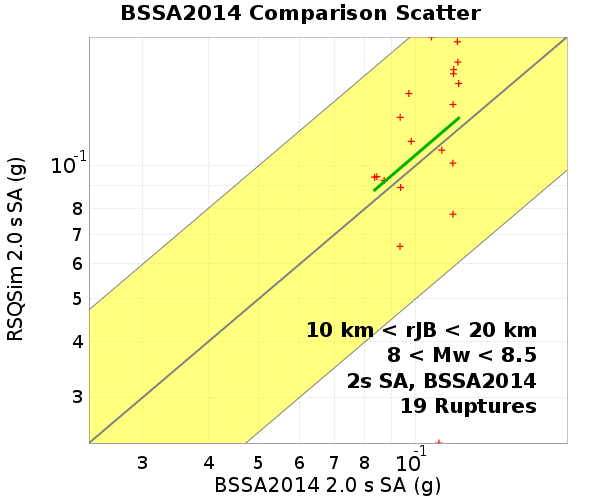 BSSA2014 Comparison Scatter
RSQSim 2.0 s SA (g)
10^-1
8
7
6
5
4
3
10 km < rJB < 20 km
8 < Mw < 8.5
2s SA, BSSA2014
19 Ruptures
3 4 5 6 7 8 10^-1
BSSA2014 2.0 s SA (g)